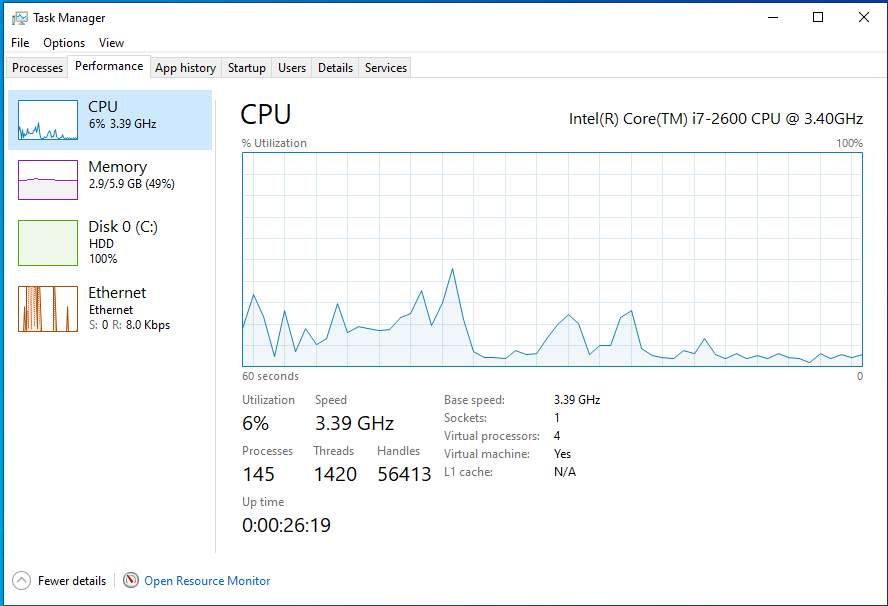 Task Manager
File Options View
Processes Performance App history Startup Users Details Services
CPU
6% 3.39 GHz
Memory
2.9/5.9 GB (49%)
Disk 0 (C:)
HDD
100%
Ethernet
Ethernet
S: 0 R: 8.0 Kbps
CPU Intel(R) Core(TM) i7-2600 CPU @ 3.40GHz
% Utilization 100%
60 seconds 0
Utilization Speed
6% 3.39 GHz
Processes Threads Handles
145 1420 56413
Up time
0:00:26:19
Base speed: 3.39 GHz
Sockets: 1
Virtual processors: 4
Virtual machine: Yes
L1 cache: N/A
Fewer details Open Resource Monitor